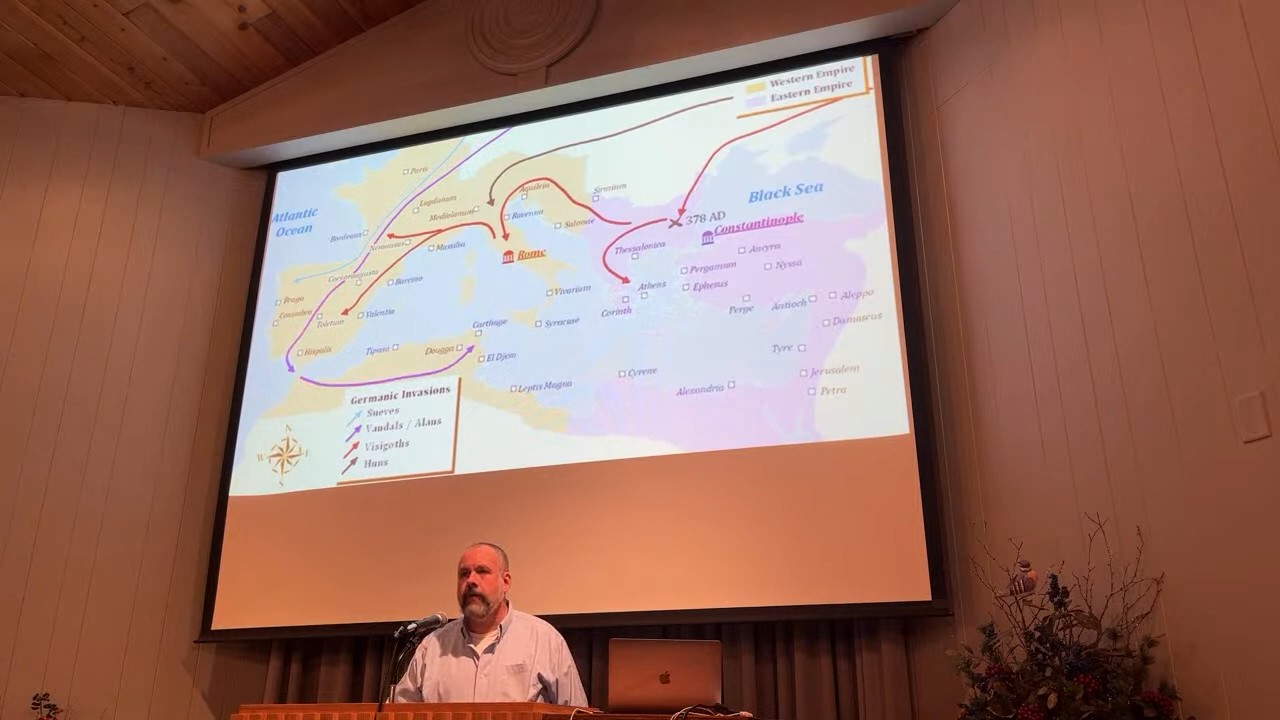 Western Empire
Eastern Empire
Paris
Atlantic
Ocean
Black Sea
Lugdunum
Aquileia
Sirmium
Mediolanum
Ravenna
378 AD
Bordeaux
Salonae
Constantinople
Massilia
Rome
Thessalonica
Ancyra
Caesaraugusta
Barcino
Pergamum
Nyssa
Braga
Vivarium
Athens
Ephesus
Corinth
Perge
Antioch
Aleppo
Toletum
Valentia
Carthage
Syracuse
Damascus
Hispalis
Tipasa
Dougga
El Djem
Tyre
Cyrene
Jerusalem
Leptis Magna
Alexandria
Petra
Germanic Invasions
Sueves
Vandals / Alans
Visigoths
Huns
W